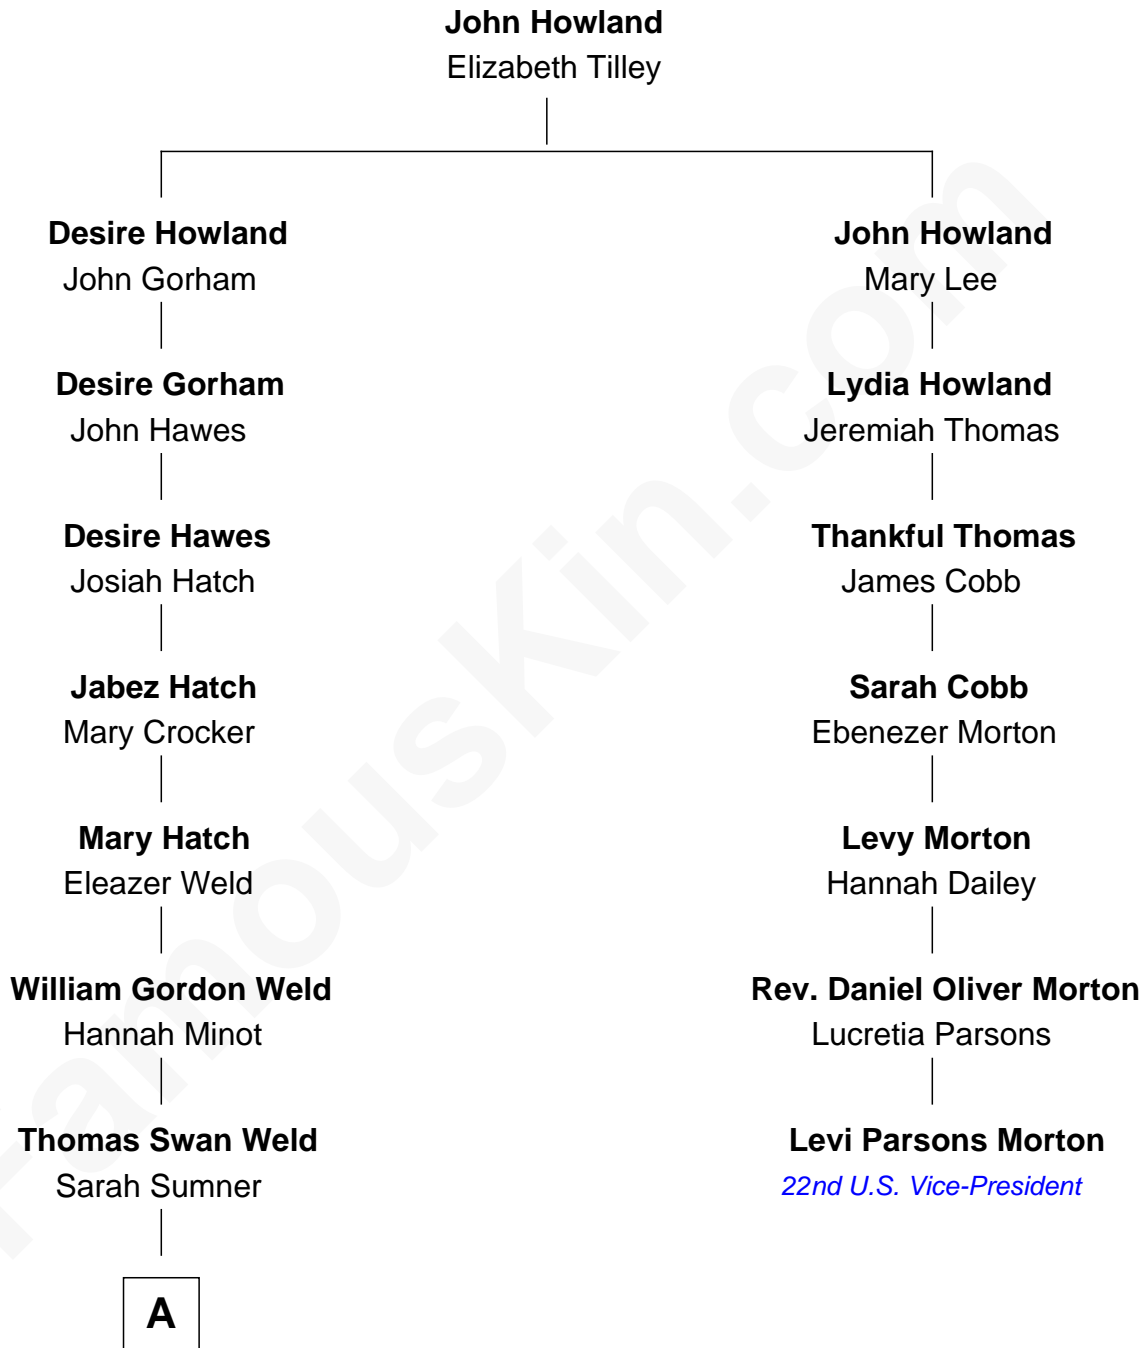 John Howland
Elizabeth Tilley
Desire Howland
John Gorham
John Howland
Mary Lee
Desire Gorham
John Hawes
Lydia Howland
Jeremiah Thomas
Desire Hawes
Josiah Hatch
Thankful Thomas
James Cobb
Jabez Hatch
Mary Crocker
Sarah Cobb
Ebenezer Morton
Mary Hatch
Eleazer Weld
Levy Morton
Hannah Dailey
William Gordon Weld
Hannah Minot
Rev. Daniel Oliver Morton
Lucretia Parsons
Thomas Swan Weld
Sarah Sumner
Levi Parsons Morton
22nd U.S. Vice-President
A
FamousKin.com